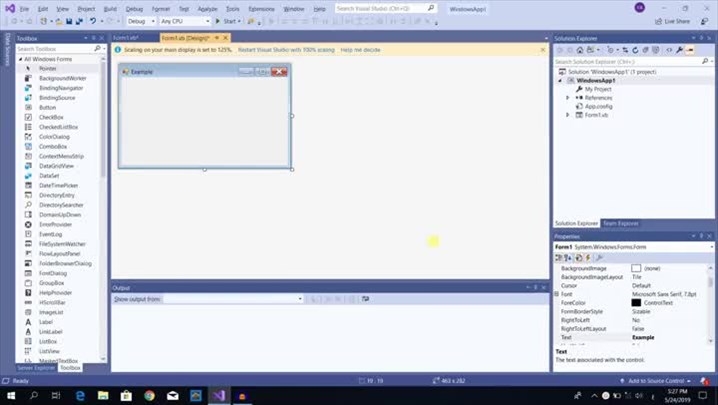 File Edit View Project Build Debug Format Test Analyze Tools Extensions Window Help Search Visual Studio (Ctrl+Q) WindowsApp1
Debug Any CPU Start Live Share
Data Sources
Toolbox
Search Toolbox
All Windows Forms
Pointer
BackgroundWorker
BindingNavigator
BindingSource
Button
CheckBox
CheckedListBox
ColorDialog
ComboBox
ContextMenuStrip
DataGridView
DataSet
DateTimePicker
DirectoryEntry
DirectorySearcher
DomainUpDown
ErrorProvider
EventLog
FileSystemWatcher
FlowLayoutPanel
FolderBrowserDialog
FontDialog
GroupBox
HelpProvider
HScrollBar
ImageList
Label
LinkLabel
ListBox
ListView
MaskedTextBox
Server Explorer Toolbox
Form1.vb* Form1.vb [Design]*
Scaling on your main display is set to 125%. Restart Visual Studio with 100% scaling Help me decide
Example
Output
Show output from:
Solution Explorer
Search Solution Explorer (Ctrl+;)
Solution 'WindowsApp1' (1 project)
WindowsApp1
My Project
References
App.config
Form1.vb
Solution Explorer Team Explorer
Properties
Form1 System.Windows.Forms.Form
BackgroundImage (none)
BackgroundImageLayout Tile
Cursor Default
Font Microsoft Sans Serif, 7.8pt
ForeColor ControlText
FormBorderStyle Sizable
RightToLeft No
RightToLeftLayout False
Text Example
Text
The text associated with the control.
Ready 19 , 19 463 x 282 Add to Source Control
3:27 PM
5/24/2019